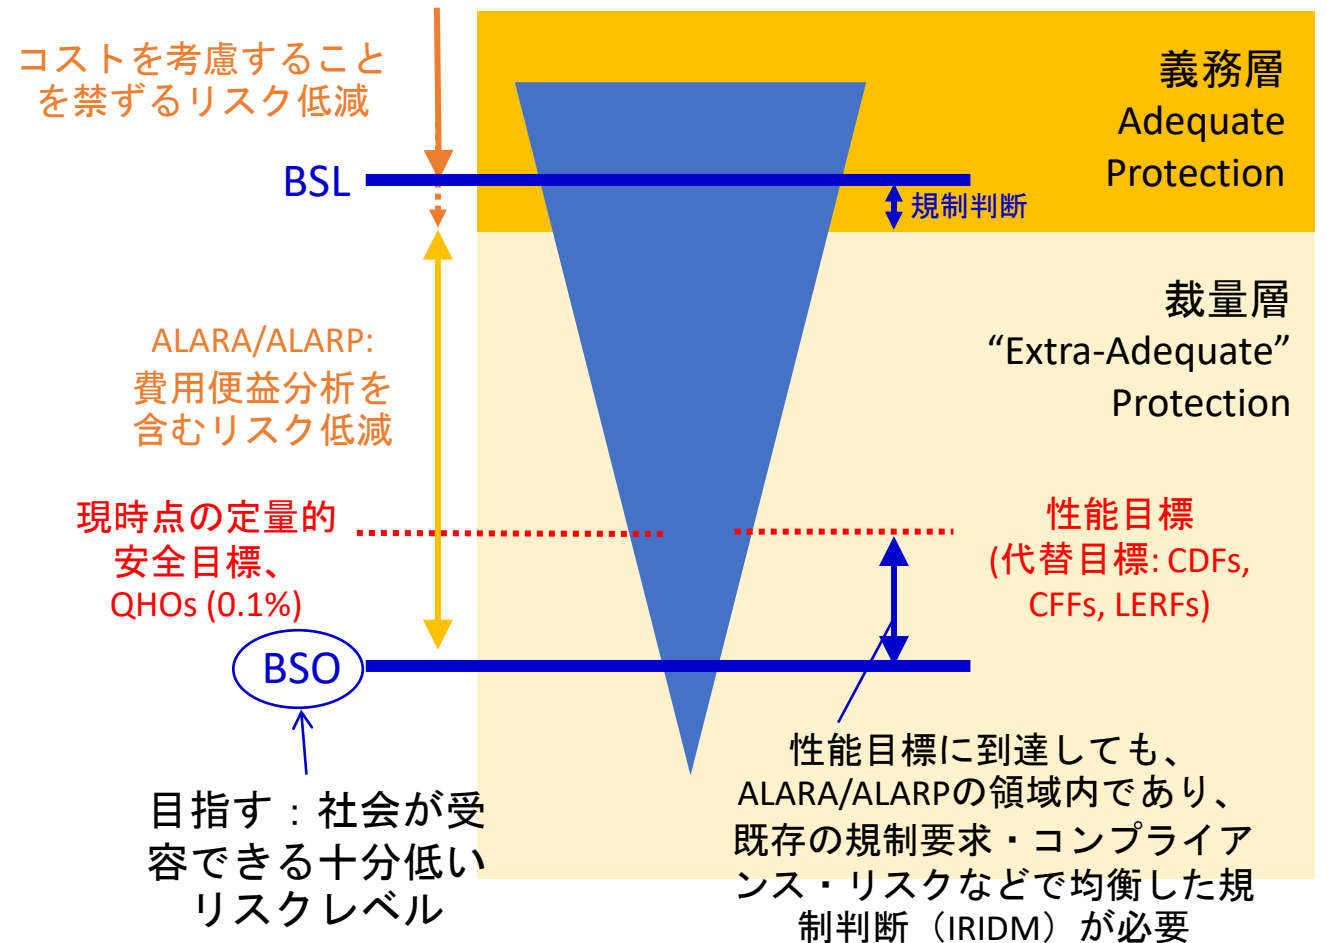 コストを考慮すること
を禁ずるリスク低減
義務層
Adequate
Protection
BSL
規制判断
裁量層
“Extra-Adequate”
Protection
ALARA/ALARP:
費用便益分析を
含むリスク低減
現時点の定量的
安全目標、
QHOs (0.1%)
性能目標
(代替目標: CDFs,
CFFs, LERFs)
BSO
目指す：社会が受
容できる十分低い
リスクレベル
性能目標に到達しても、
ALARA/ALARPの領域内であり、
既存の規制要求・コンプライア
ンス・リスクなどで均衡した規
制判断（IRIDM）が必要